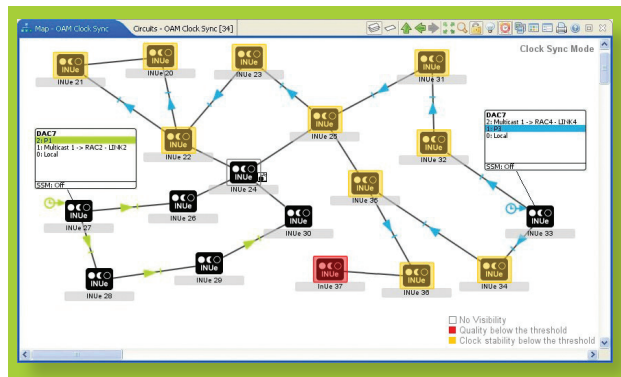 Map - OAM Clock Sync
Circuits - OAM Clock Sync [34]
Clock Sync Mode
INUe
INUe 21
INUe
INUe 20
INUe
INUe 23
INUe
INUe 31
DAC7
2: P1
1: Multicast 1 -> RAC2 - LINK2
0: Local
SSM: Off
INUe
INUe 22
INUe
INUe 25
DAC7
2: Multicast 1 -> RAC4 - LINK4
1: P3
0: Local
SSM: Off
INUe
INUe 32
INUe
INUe 24
INUe
INUe 35
INUe
INUe 27
INUe
INUe 26
INUe
INUe 30
INUe
INUe 33
INUe
INUe 28
INUe
INUe 29
INUe
INUe 37
INUe
INUe 36
INUe
INUe 34
No Visibility
Quality below the threshold
Clock stability below the threshold